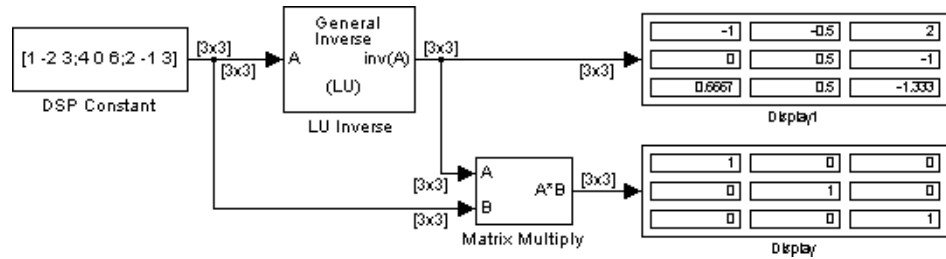 [1 -2 3;4 0 6;2 -1 3]
DSP Constant
[3x3]
[3x3]
General
Inverse
A
inv(A)
(LU)
LU Inverse
[3x3]
[3x3]
-1 -0.5 2
0 0.5 -1
0.6667 0.5 -1.333
Display1
[3x3]
[3x3]
A
B
A*B
Matrix Multiply
[3x3]
1 0 0
0 1 0
0 0 1
Display